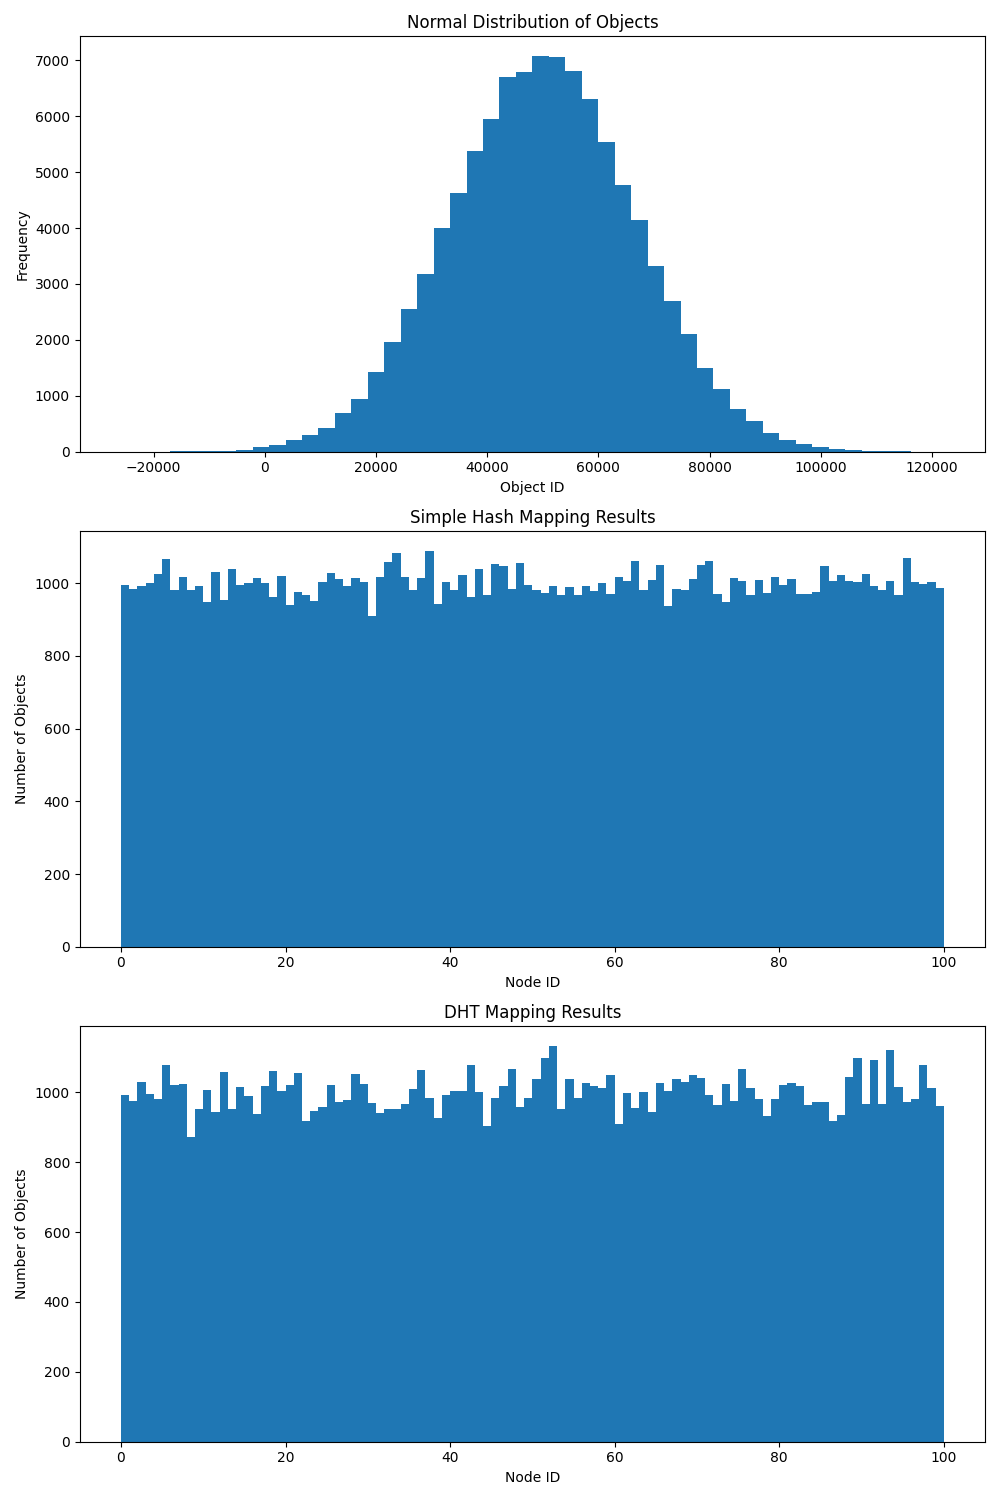 Normal Distribution of Objects
7000
6000
5000
4000
3000
2000
1000
0
Frequency
−20000 0 20000 40000 60000 80000 100000 120000
Object ID
Simple Hash Mapping Results
1000
800
600
400
200
0
Number of Objects
0 20 40 60 80 100
Node ID
DHT Mapping Results
1000
800
600
400
200
0
Number of Objects
0 20 40 60 80 100
Node ID